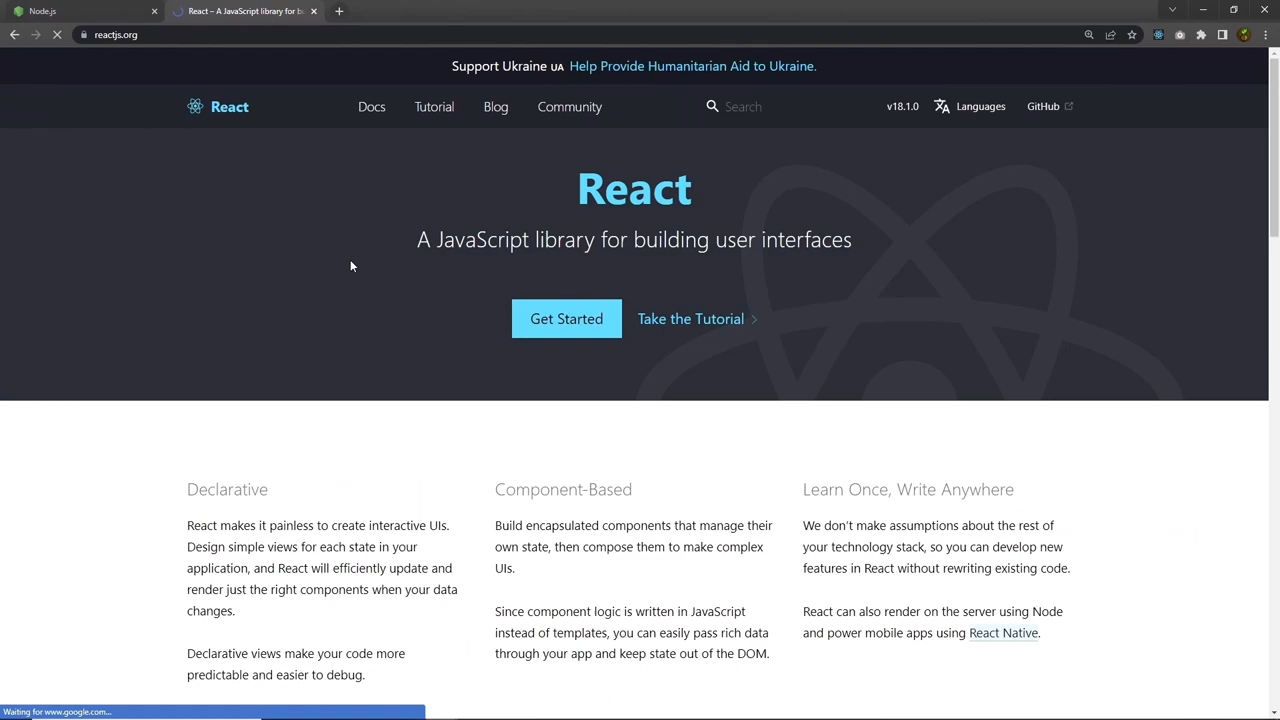 Node.js
React – A JavaScript library for bu
reactjs.org
Support Ukraine UA Help Provide Humanitarian Aid to Ukraine.
React Docs Tutorial Blog Community Search v18.1.0 Languages GitHub
React
A JavaScript library for building user interfaces
Get Started Take the Tutorial
Declarative
React makes it painless to create interactive UIs.
Design simple views for each state in your
application, and React will efficiently update and
render just the right components when your data
changes.
Declarative views make your code more
predictable and easier to debug.
Component-Based
Build encapsulated components that manage their
own state, then compose them to make complex
UIs.
Since component logic is written in JavaScript
instead of templates, you can easily pass rich data
through your app and keep state out of the DOM.
Learn Once, Write Anywhere
We don’t make assumptions about the rest of
your technology stack, so you can develop new
features in React without rewriting existing code.
React can also render on the server using Node
and power mobile apps using React Native.
Waiting for www.google.com...